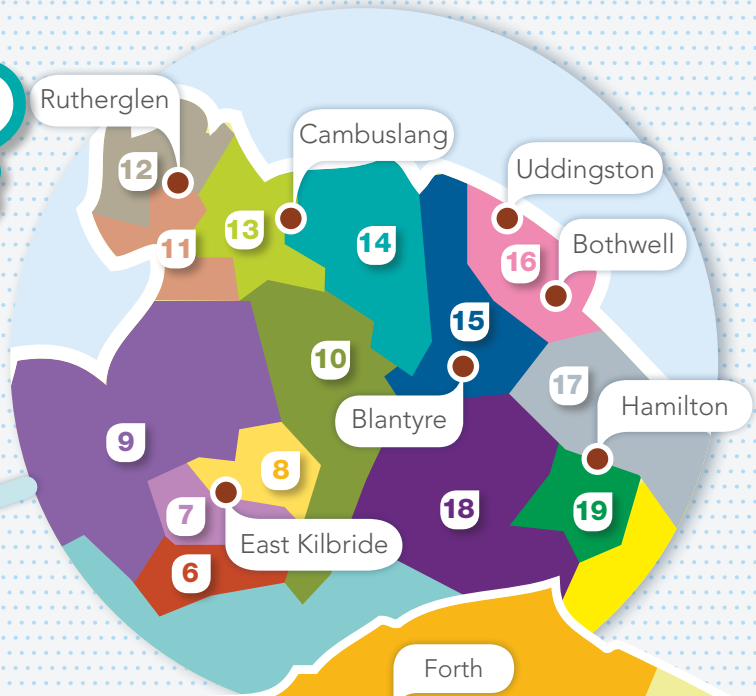 Rutherglen
Cambuslang
Uddingston
Bothwell
12
13
11
14
16
15
10
17
Hamilton
Blantyre
9
8
7
18
19
East Kilbride
6
Forth